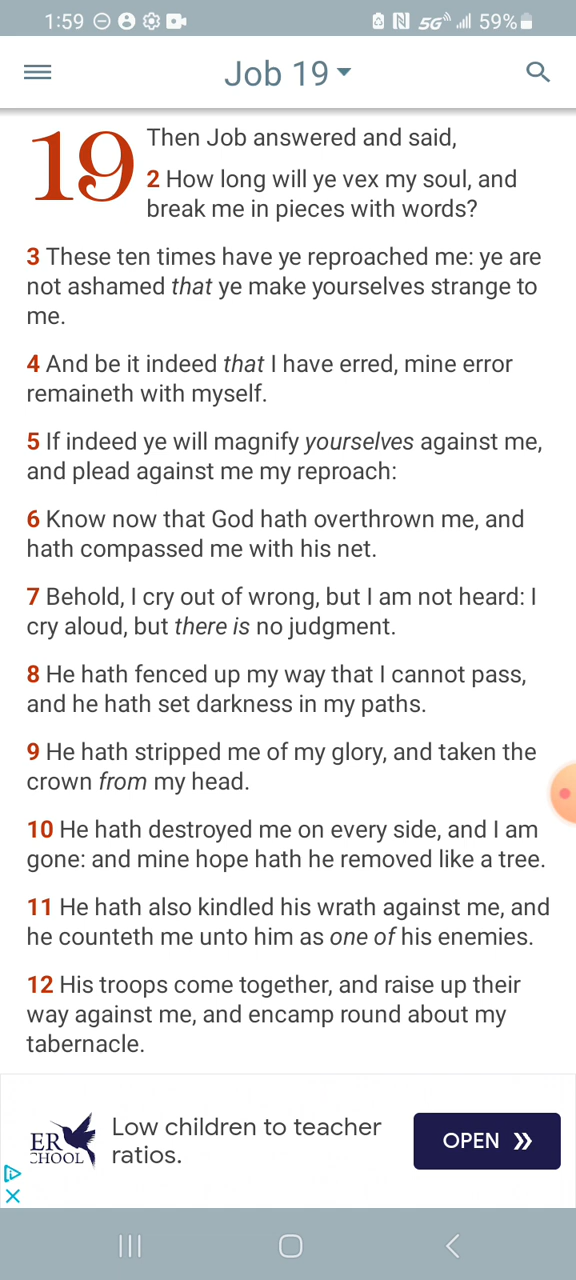 1:59
5G 59%
Job 19
19 Then Job answered and said,
2 How long will ye vex my soul, and
break me in pieces with words?
3 These ten times have ye reproached me: ye are
not ashamed that ye make yourselves strange to
me.
4 And be it indeed that I have erred, mine error
remaineth with myself.
5 If indeed ye will magnify yourselves against me,
and plead against me my reproach:
6 Know now that God hath overthrown me, and
hath compassed me with his net.
7 Behold, I cry out of wrong, but I am not heard: I
cry aloud, but there is no judgment.
8 He hath fenced up my way that I cannot pass,
and he hath set darkness in my paths.
9 He hath stripped me of my glory, and taken the
crown from my head.
10 He hath destroyed me on every side, and I am
gone: and mine hope hath he removed like a tree.
11 He hath also kindled his wrath against me, and
he counteth me unto him as one of his enemies.
12 His troops come together, and raise up their
way against me, and encamp round about my
tabernacle.
ER
CHOOL
Low children to teacher
ratios.
OPEN